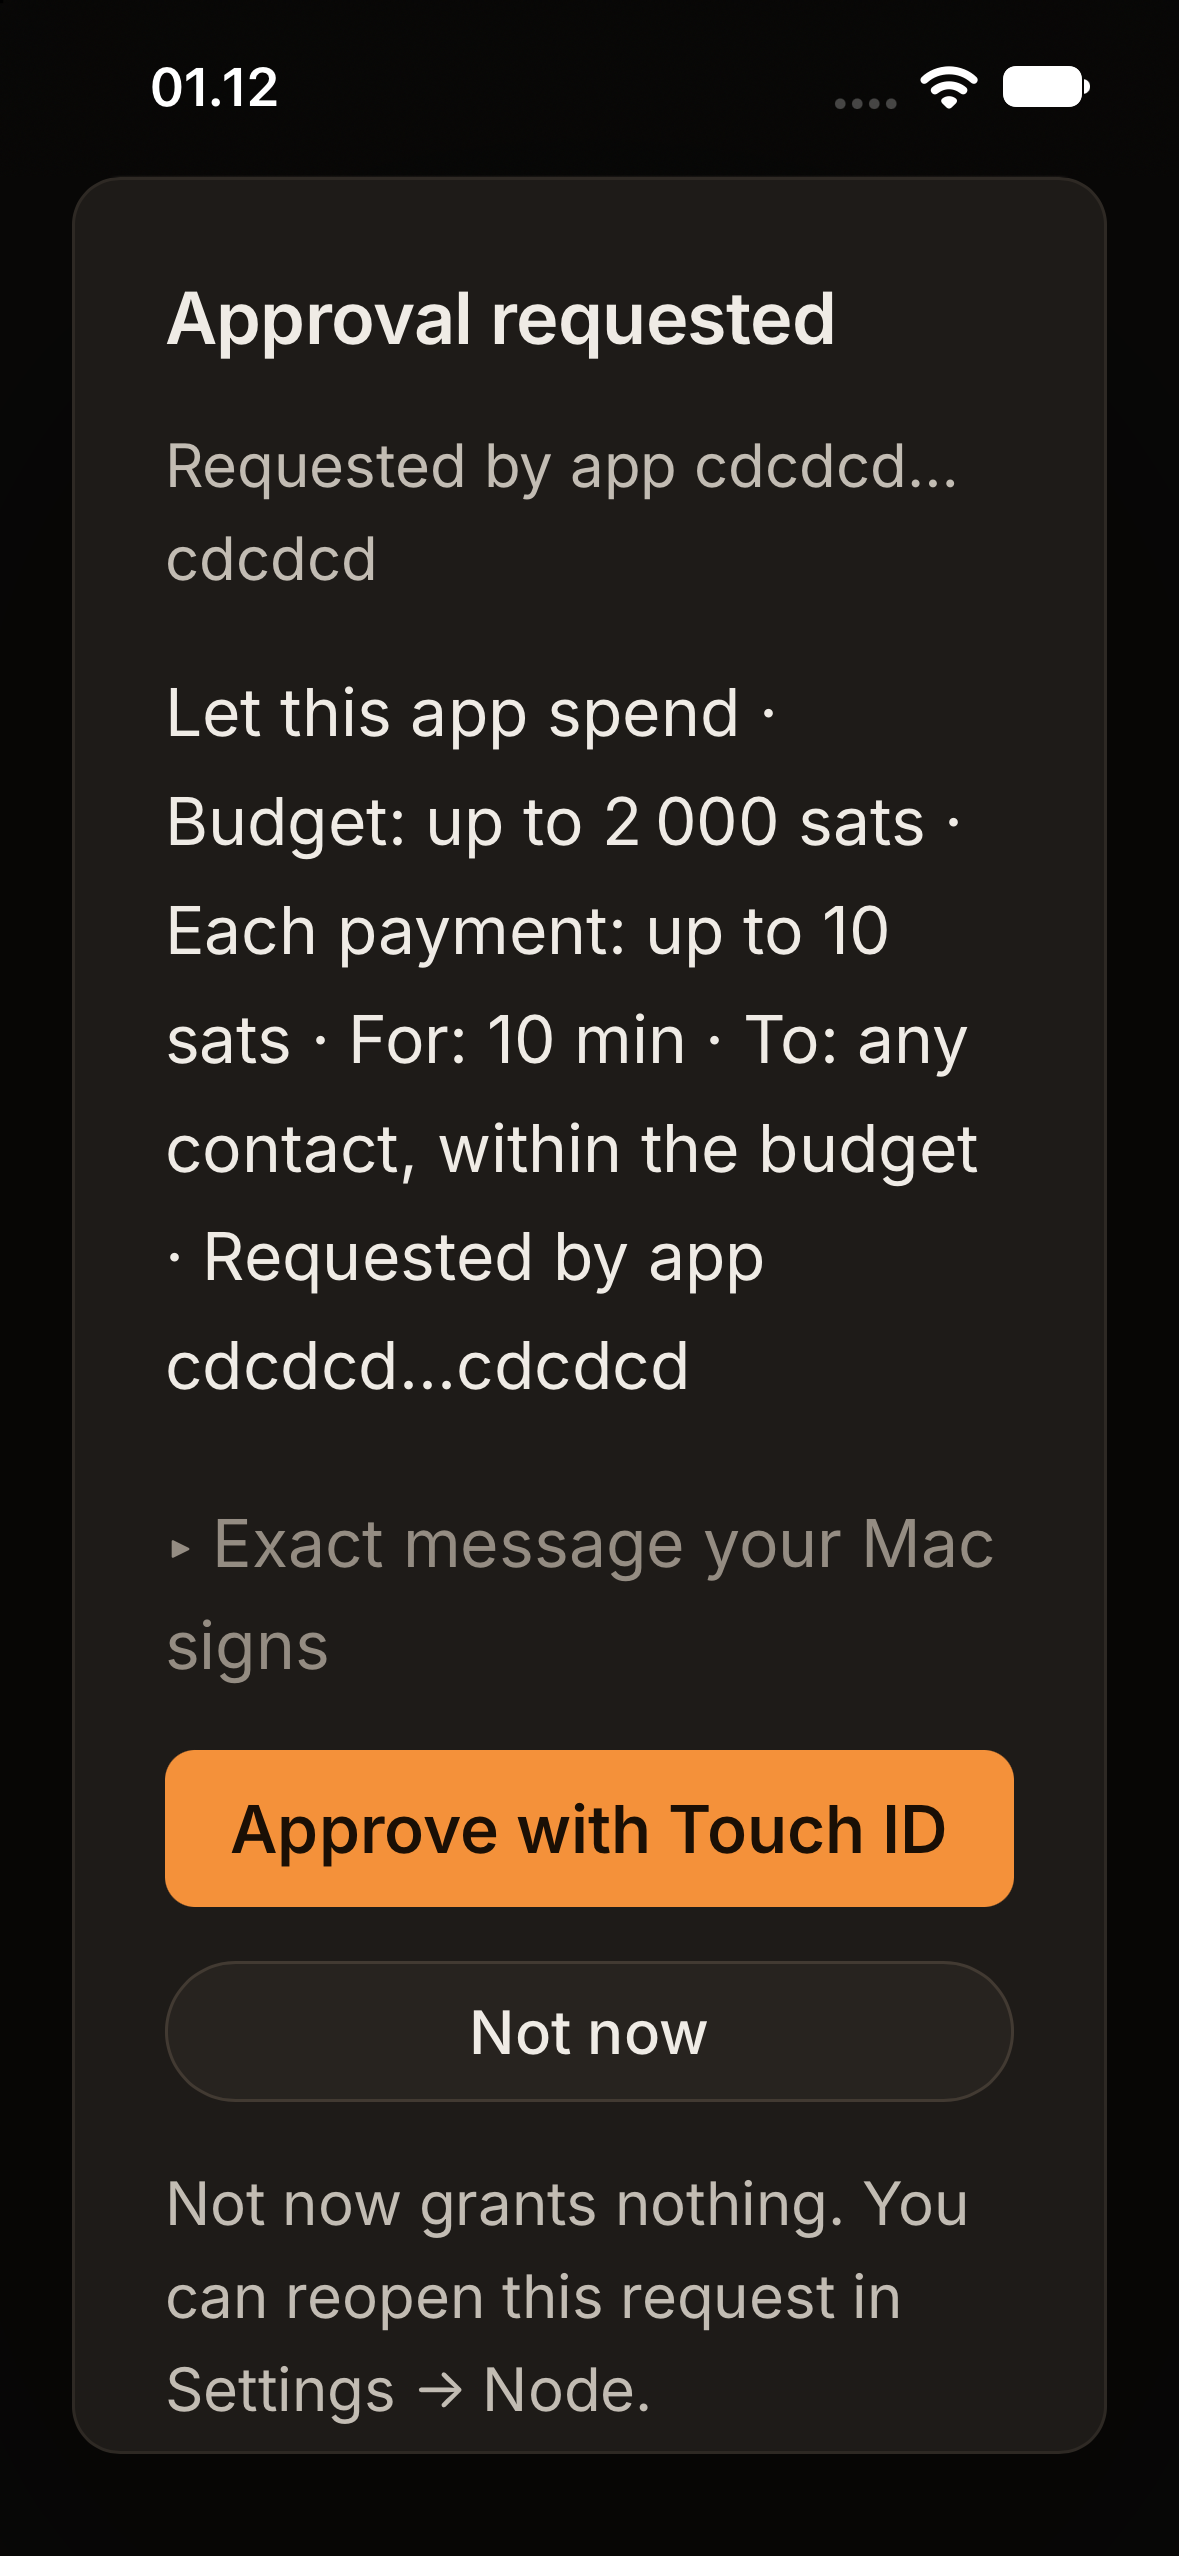 01.12
Approval requested
Requested by app cdcdcd…
cdcdcd
Let this app spend ·
Budget: up to 2 000 sats ·
Each payment: up to 10
sats · For: 10 min · To: any
contact, within the budget
· Requested by app
cdcdcd…cdcdcd
▸ Exact message your Mac
signs
Approve with Touch ID
Not now
Not now grants nothing. You
can reopen this request in
Settings → Node.